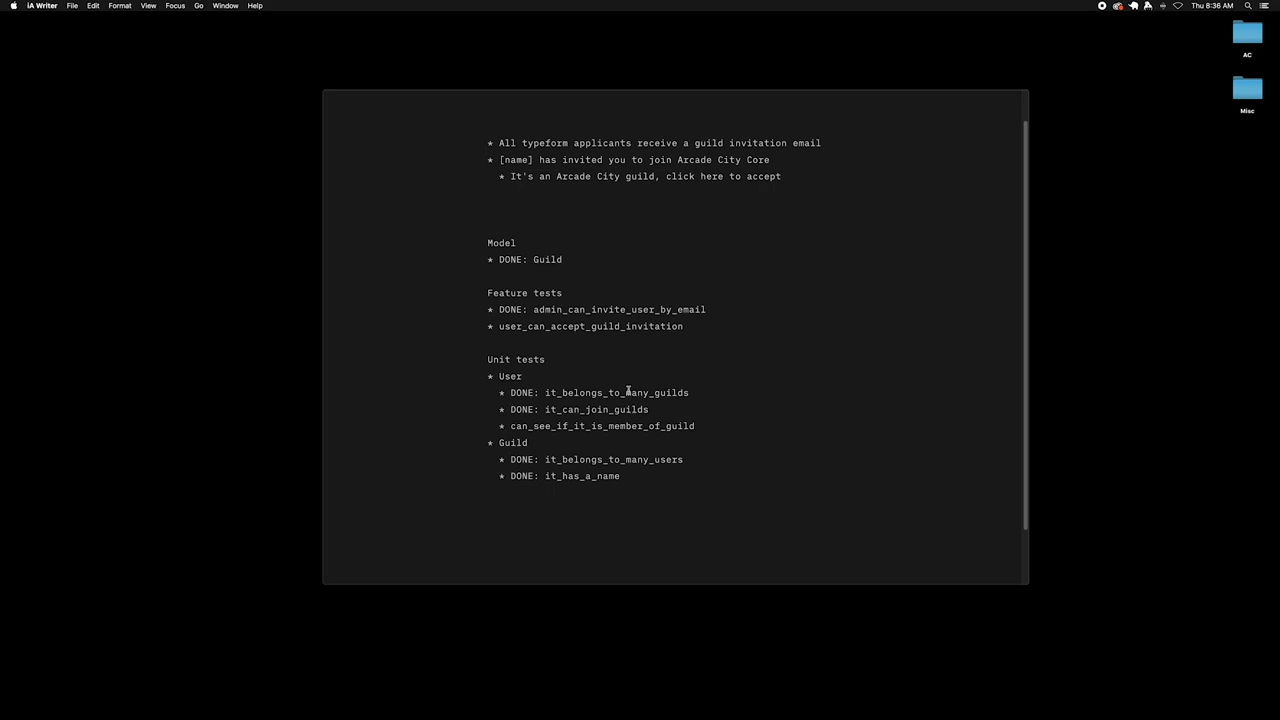 iA Writer File Edit Format View Focus Go Window Help Thu 8:36 AM
AC
Misc
* All typeform applicants receive a guild invitation email
* [name] has invited you to join Arcade City Core
* It's an Arcade City guild, click here to accept
Model
* DONE: Guild
Feature tests
* DONE: admin_can_invite_user_by_email
* user_can_accept_guild_invitation
Unit tests
* User
* DONE: it_belongs_to_many_guilds
* DONE: it_can_join_guilds
* can_see_if_it_is_member_of_guild
* Guild
* DONE: it_belongs_to_many_users
* DONE: it_has_a_name